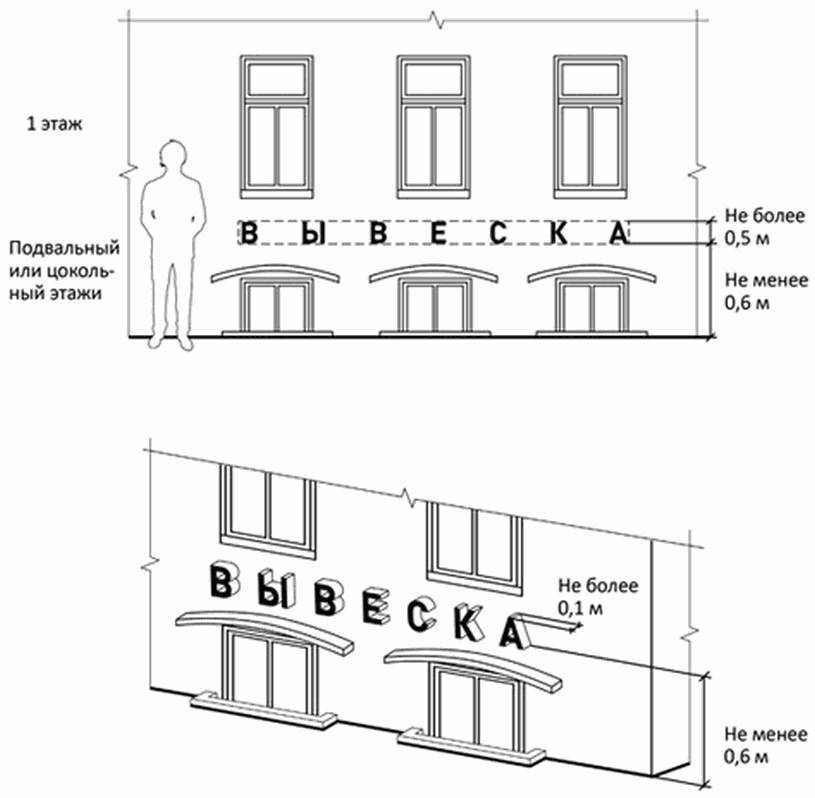 1 этаж
В Ы В Е С К А
Не более
0,5 м
Подвальный
или цоколь-
ный этажи
Не менее
0,6 м
Не более
0,1 м
В Ы В Е С К А
Не менее
0,6 м